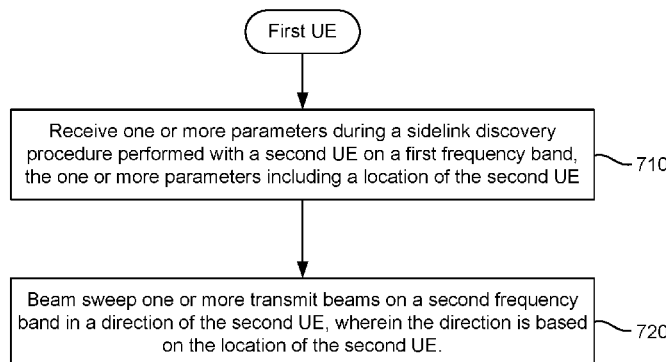 First UE
Receive one or more parameters during a sidelink discovery
procedure performed with a second UE on a first frequency band,
the one or more parameters including a location of the second UE
710
Beam sweep one or more transmit beams on a second frequency
band in a direction of the second UE, wherein the direction is based
on the location of the second UE.
720